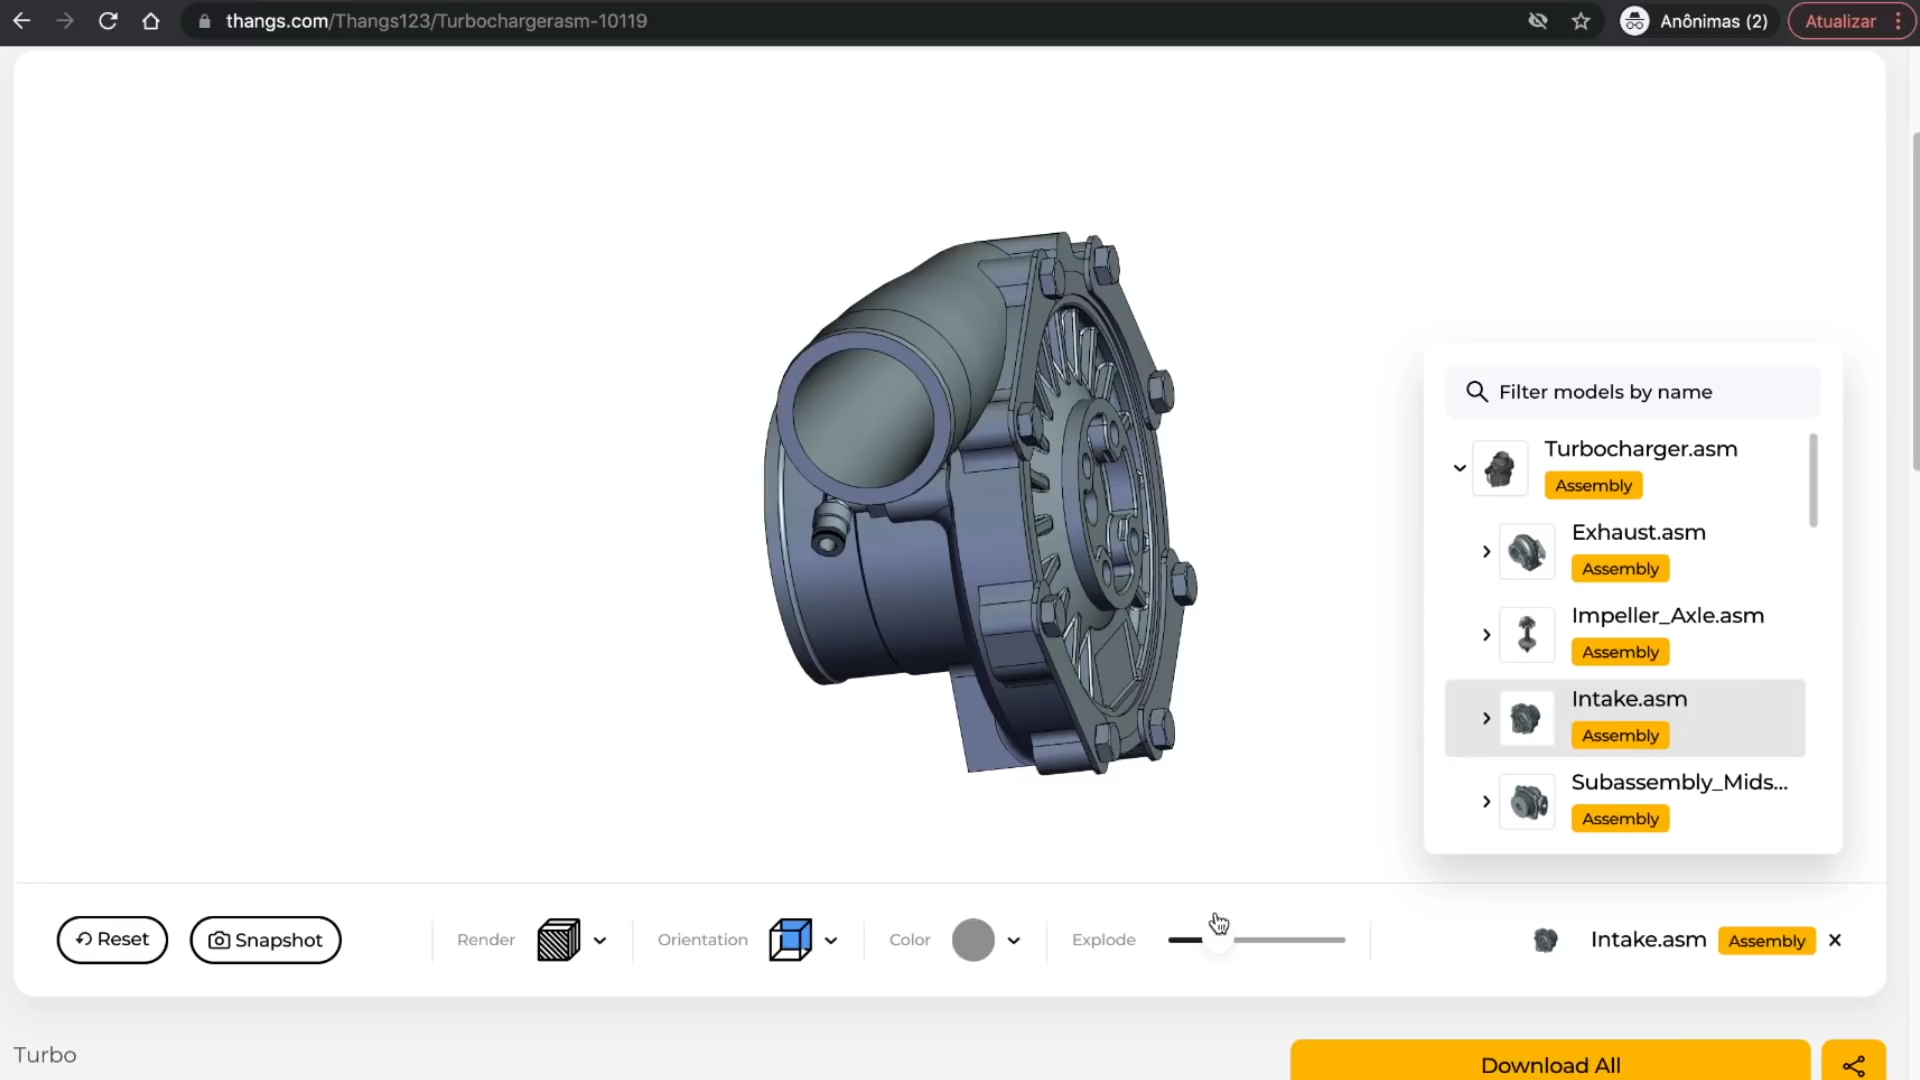 thangs.com/Thangs123/Turbochargerasm-10119
Anônimas (2)
Atualizar
Filter models by name
Turbocharger.asm
Assembly
Exhaust.asm
Assembly
Impeller_Axle.asm
Assembly
Intake.asm
Assembly
Subassembly_Mids...
Assembly
Reset
Snapshot
Render
Orientation
Color
Explode
Intake.asm
Assembly
Turbo
Download All